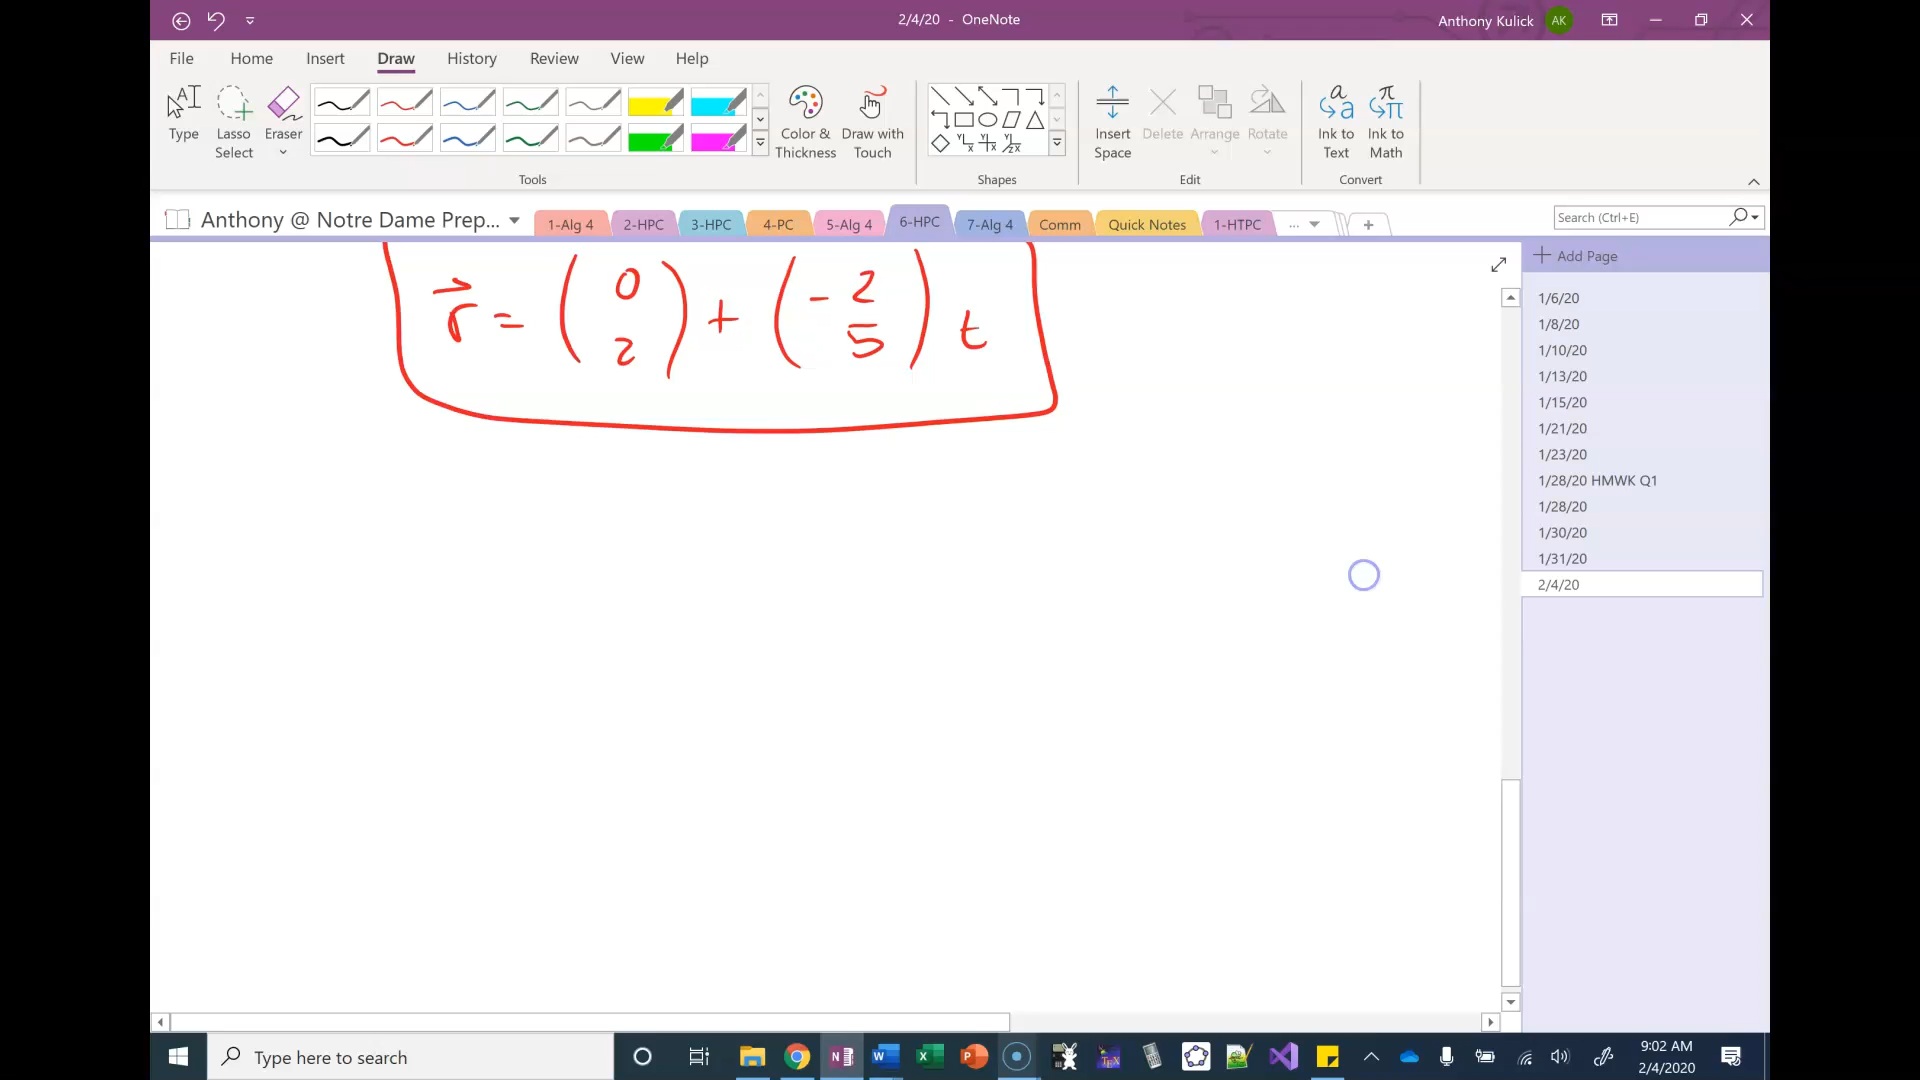 2/4/20 - OneNote
Anthony Kulick
AK
File Home Insert Draw History Review View Help
Type
Lasso Select
Eraser
Color & Thickness
Draw with Touch
Insert Space
Delete
Arrange
Rotate
Ink to Text
Ink to Math
Tools Shapes Edit Convert
Anthony @ Notre Dame Prep...
1-Alg 4 2-HPC 3-HPC 4-PC 5-Alg 4 6-HPC 7-Alg 4 Comm Quick Notes 1-HTPC ...
Search (Ctrl+E)
Add Page
1/6/20
1/8/20
1/10/20
1/13/20
1/15/20
1/21/20
1/23/20
1/28/20 HMWK Q1
1/28/20
1/30/20
1/31/20
2/4/20
r⃗ = (0 2) + (-2 5) t
Type here to search
9:02 AM
2/4/2020